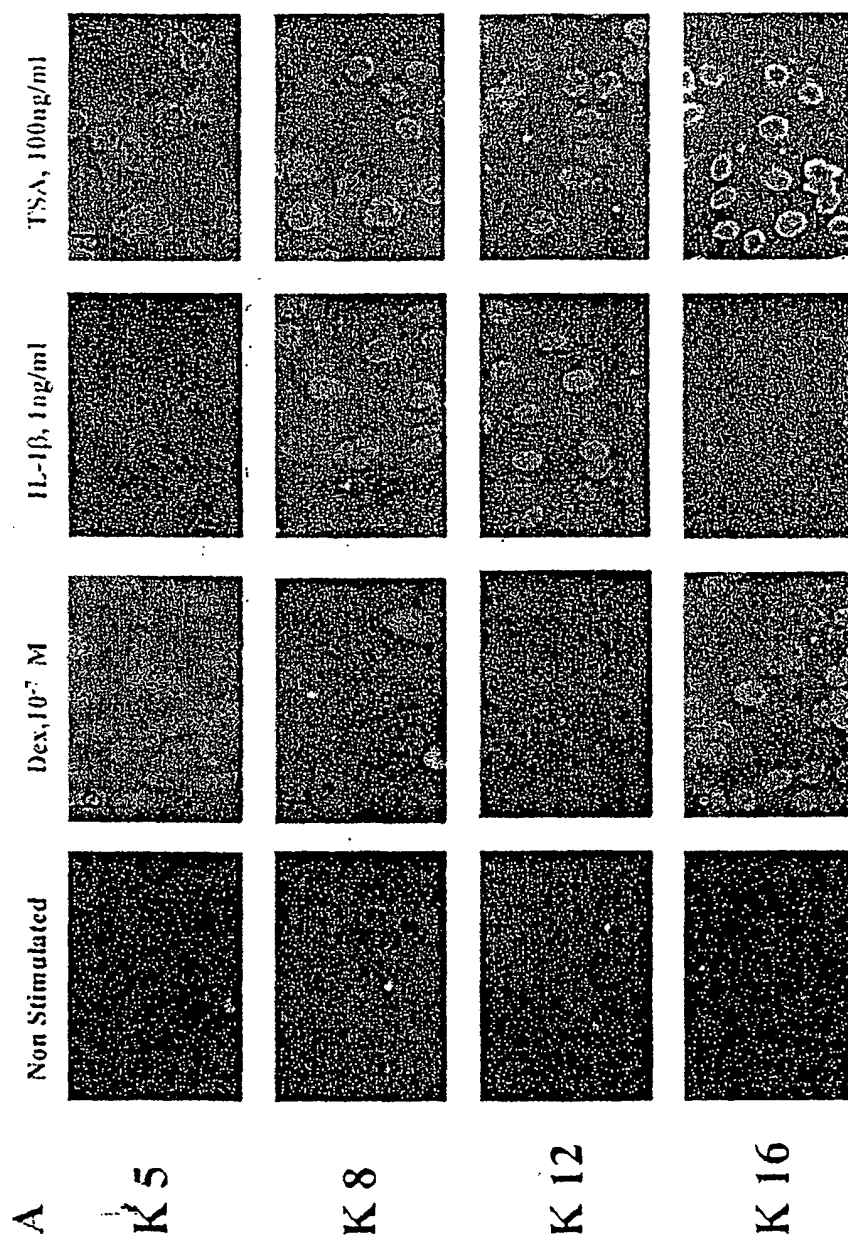 A
Non Stimulated
Dex,10⁻⁷ M
IL-1β, 1ng/ml
TSA, 100ng/ml
K 5
K 8
K 12
K 16